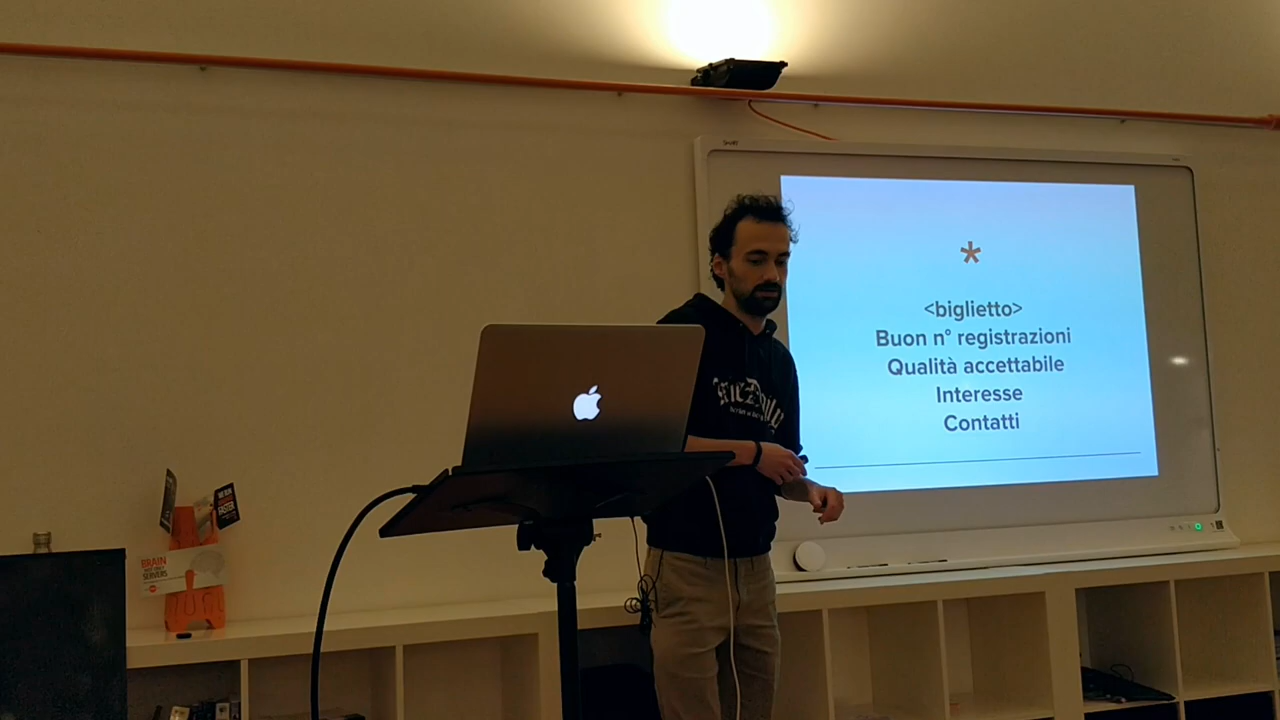 *
<biglietto>
Buon n° registrazioni
Qualità accettabile
Interesse
Contatti
BRAIN
SERVERS
FASTER